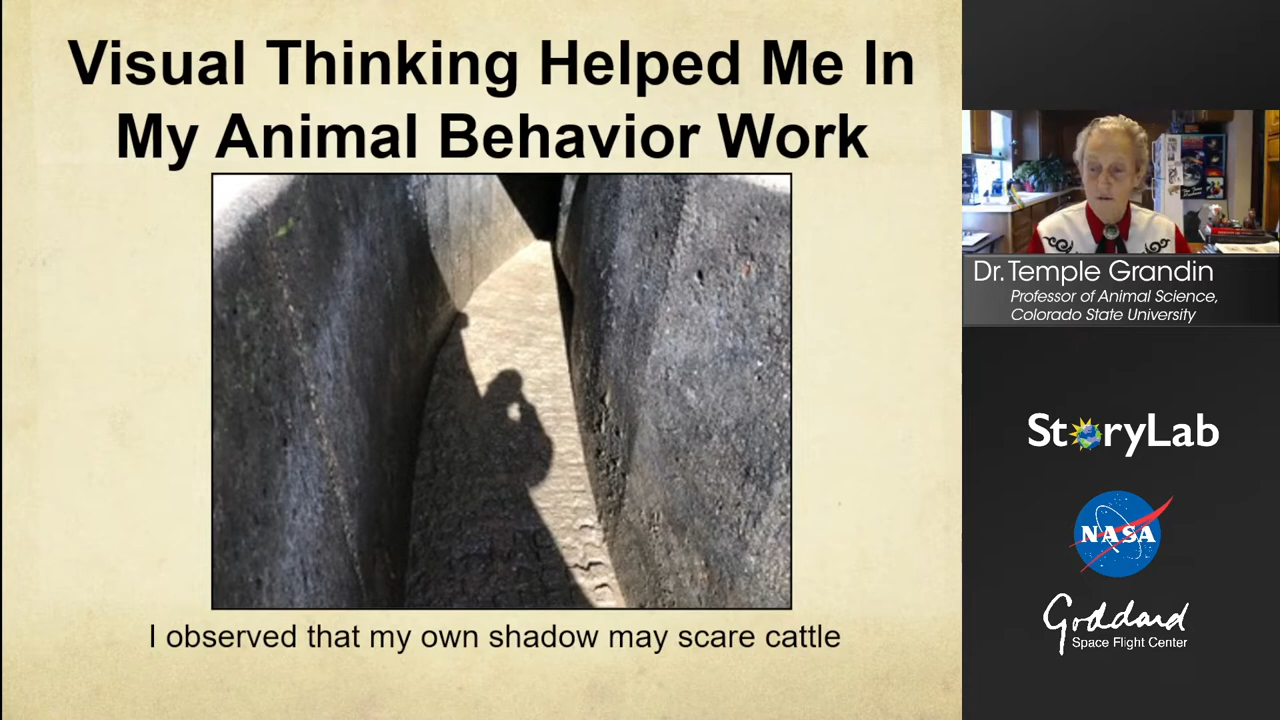 Visual Thinking Helped Me In
My Animal Behavior Work
I observed that my own shadow may scare cattle
Dr. Temple Grandin
Professor of Animal Science,
Colorado State University
StoryLab
NASA
Goddard
Space Flight Center